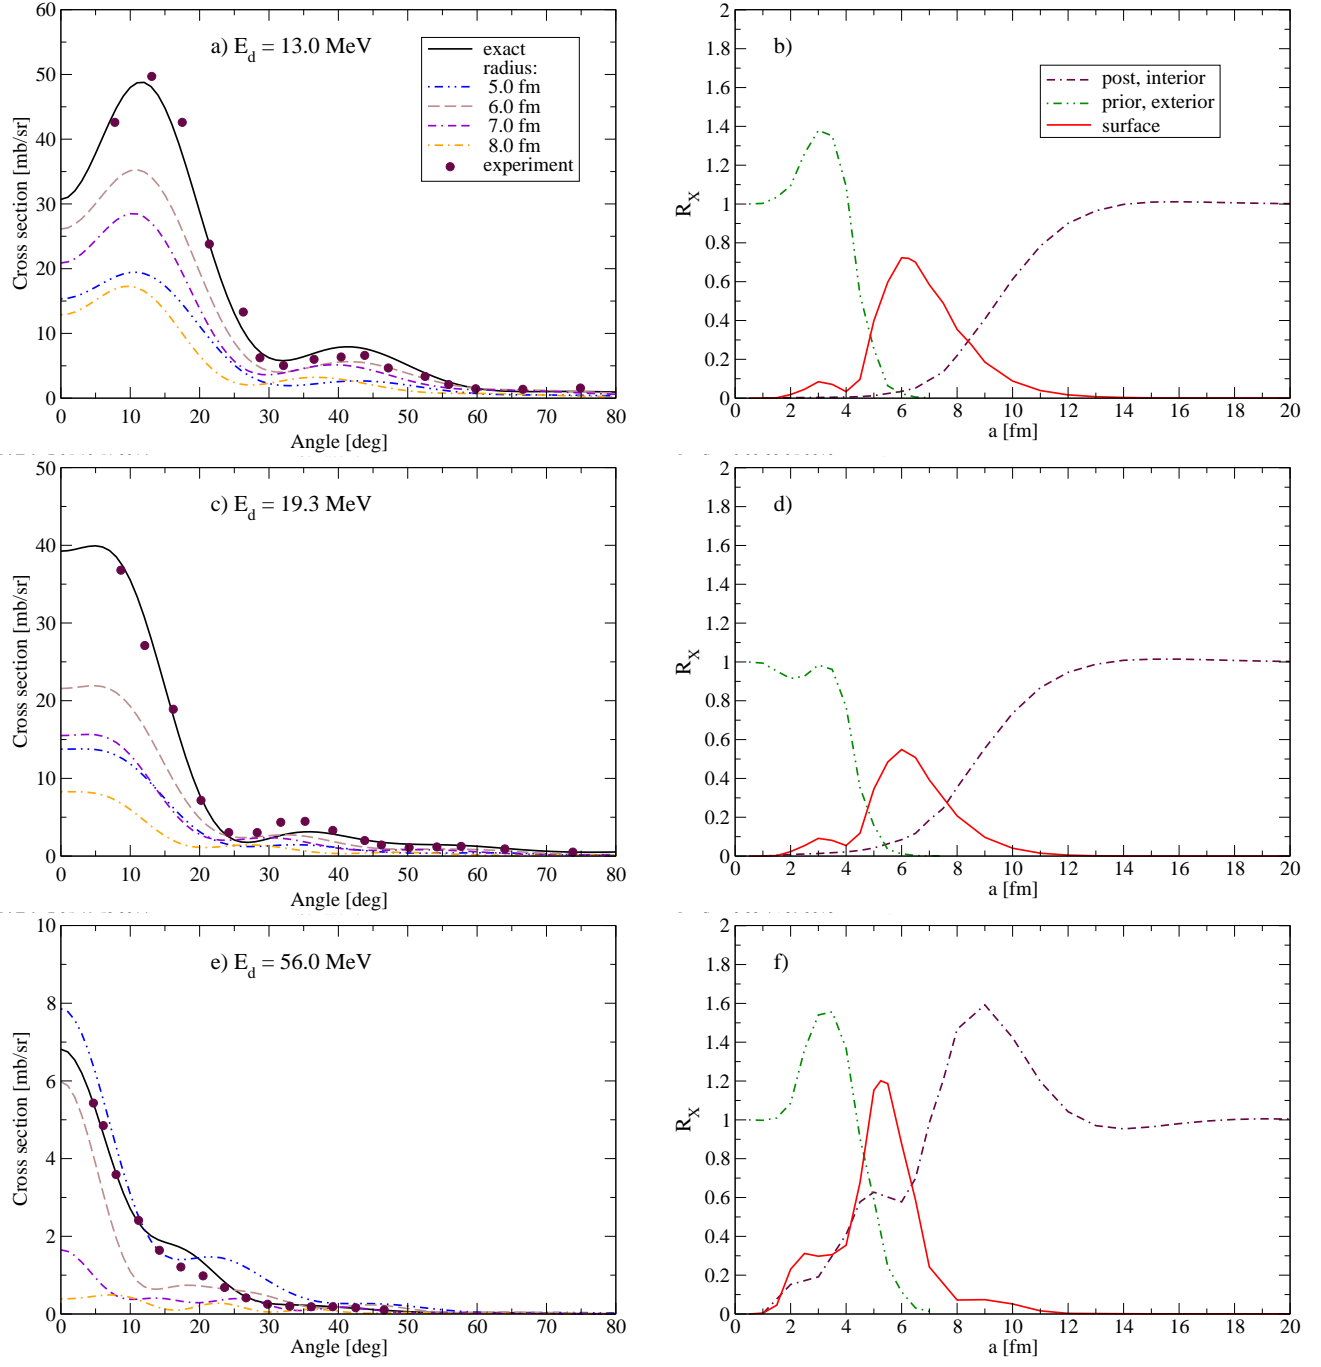 a) E_d = 13.0 MeV
Cross section [mb/sr]
60
50
40
30
20
10
0
0 10 20 30 40 50 60 70 80
Angle [deg]
exact
radius:
5.0 fm
6.0 fm
7.0 fm
8.0 fm
experiment
b)
R_X
2
1.8
1.6
1.4
1.2
1
0.8
0.6
0.4
0.2
0
0 2 4 6 8 10 12 14 16 18 20
a [fm]
post, interior
prior, exterior
surface
c) E_d = 19.3 MeV
Cross section [mb/sr]
50
40
30
20
10
0
0 10 20 30 40 50 60 70 80
Angle [deg]
d)
R_X
2
1.8
1.6
1.4
1.2
1
0.8
0.6
0.4
0.2
0
0 2 4 6 8 10 12 14 16 18 20
a [fm]
e) E_d = 56.0 MeV
Cross section [mb/sr]
10
8
6
4
2
0
0 10 20 30 40 50 60 70 80
Angle [deg]
f)
R_X
2
1.8
1.6
1.4
1.2
1
0.8
0.6
0.4
0.2
0
0 2 4 6 8 10 12 14 16 18 20
a [fm]